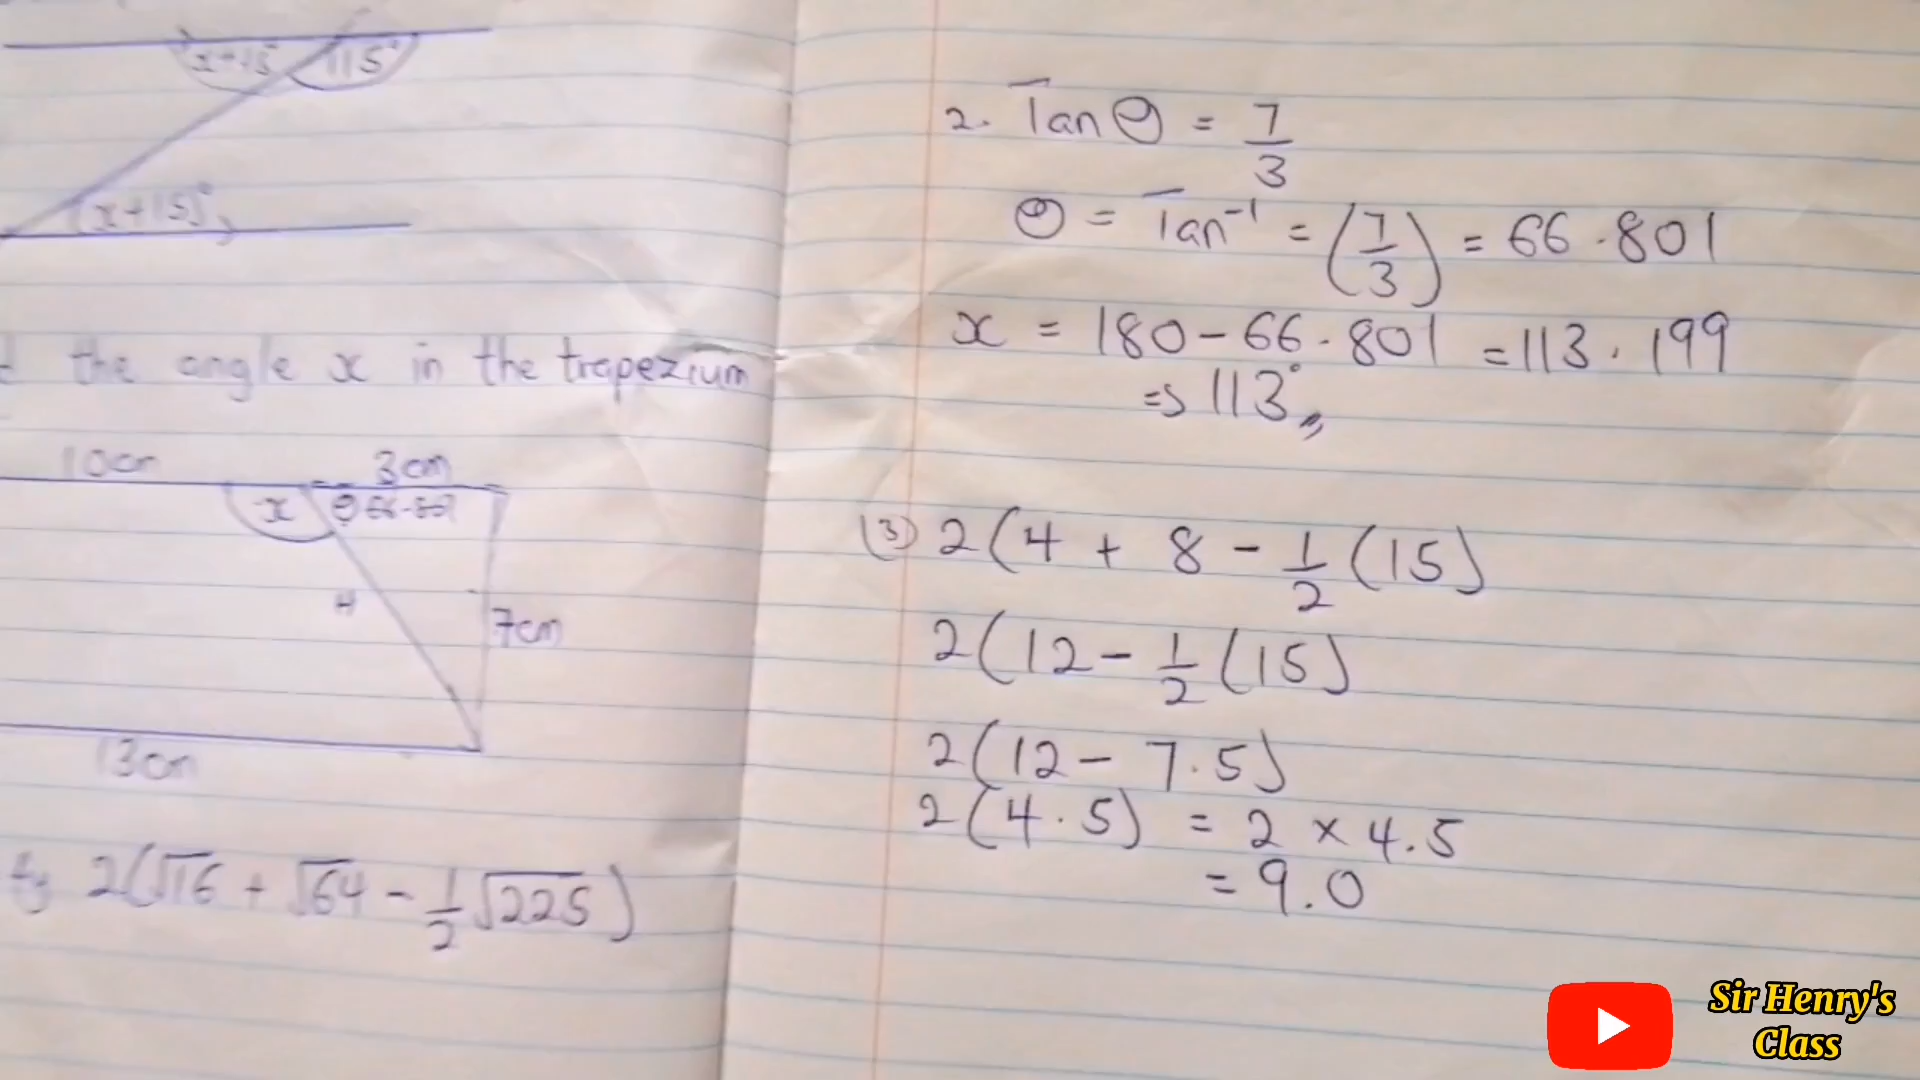 x+15° 115°
(x+15)°
the angle x in the trapezium
10cm 3cm
x θ 66.801
H
7cm
13cm
fy 2(√16 + √64 - 1/2 √225)
2. Tan θ = 7/3
θ = Tan⁻¹ = (7/3) = 66.801
x = 180 - 66.801 = 113.199
=> 113°,,
(3) 2(4 + 8 - 1/2 (15)
2(12 - 1/2 (15)
2(12 - 7.5)
2(4.5) = 2 × 4.5
= 9.0
Sir Henry's
Class